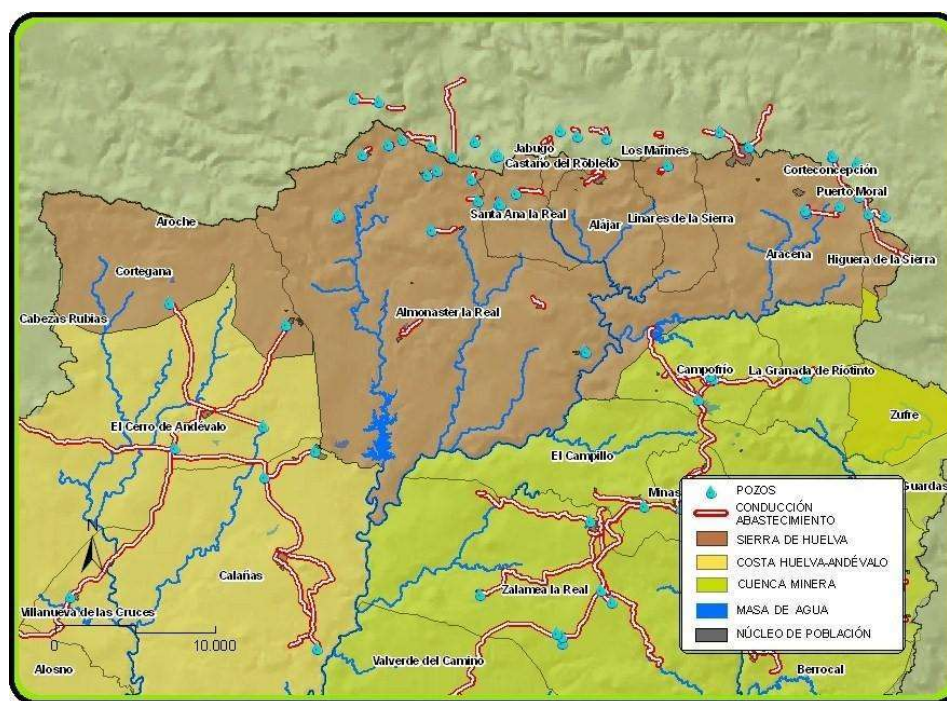 Jabugo
Castaño del Robledo
Los Marines
Corteconcepción
Puerto Moral
Aroche
Santa Ana la Real
Alájar
Linares de la Sierra
Aracena
Higuera de la Sierra
Cortegana
Cabezas Rubias
Almonaster la Real
Campofrío
La Granada de Ríotinto
Zufre
El Cerro de Andévalo
El Campillo
Minas
Guardas
N
Calañas
Zalamea la Real
Villanueva de las Cruces
0 10.000
Alosno
Valverde del Camino
Berrocal
POZOS
CONDUCCIÓN
ABASTECIMIENTO
SIERRA DE HUELVA
COSTA HUELVA-ANDÉVALO
CUENCA MINERA
MASA DE AGUA
NÚCLEO DE POBLACIÓN